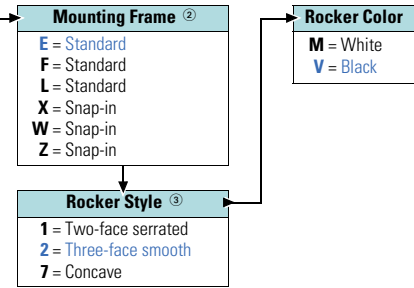 Mounting Frame ②
E = Standard
F = Standard
L = Standard
X = Snap-in
W = Snap-in
Z = Snap-in
Rocker Style ③
1 = Two-face serrated
2 = Three-face smooth
7 = Concave
Rocker Color
M = White
V = Black